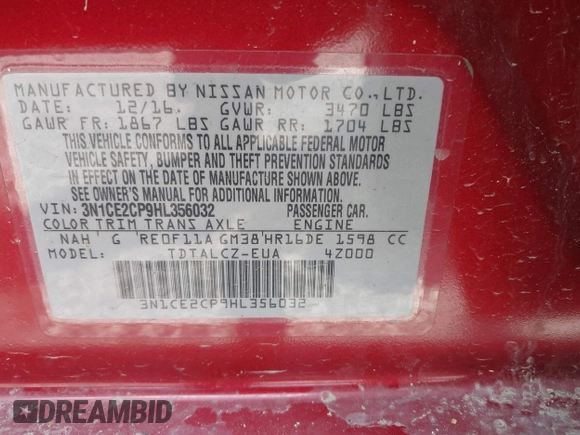 MANUFACTURED BY NISSAN MOTOR CO., LTD.
DATE: 12/16. GVWR: 3470 LBS
GAWR FR: 1867 LBS GAWR RR: 1704 LBS
THIS VEHICLE CONFORMS TO ALL APPLICABLE FEDERAL MOTOR
VEHICLE SAFETY, BUMPER AND THEFT PREVENTION STANDARDS
IN EFFECT ON THE DATE OF MANUFACTURE SHOWN ABOVE.
SEE OWNER'S MANUAL FOR ADDITIONAL INFORMATION.
VIN: 3N1CE2CP9HL356032 PASSENGER CAR.
COLOR TRIM TRANS AXLE ENGINE
NAH ' G 'RE0F11A GM38'HR16DE 1598 CC
MODEL: TDTALCZ-EUA 4Z000
3N1CE2CP9HL356032
DREAMBID